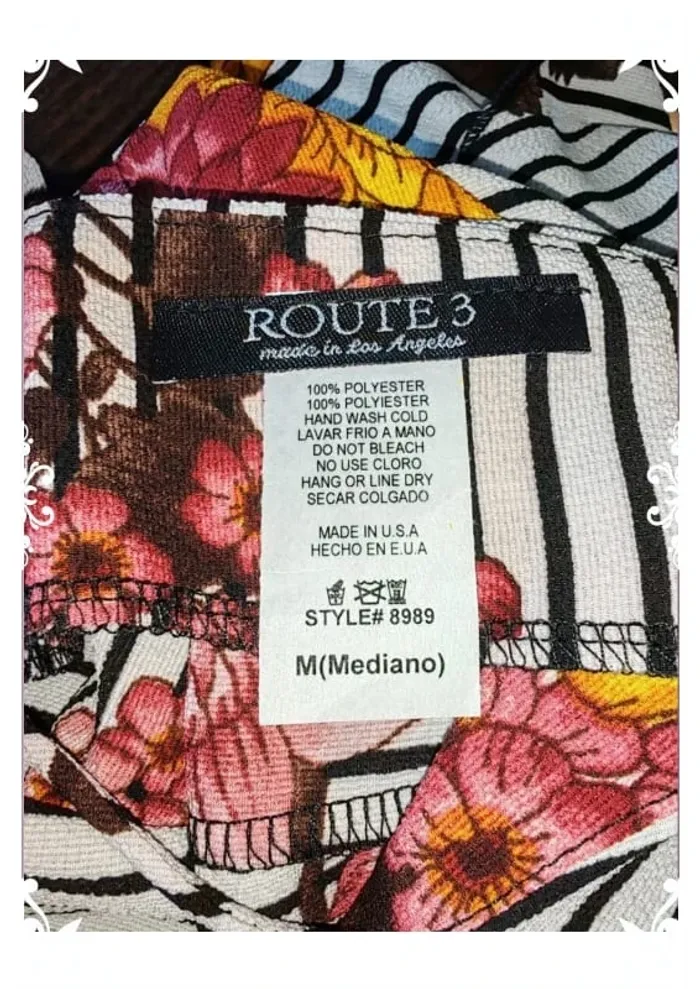 ROUTE 3
made in Los Angeles
100% POLYESTER
100% POLYIESTER
HAND WASH COLD
LAVAR FRIO A MANO
DO NOT BLEACH
NO USE CLORO
HANG OR LINE DRY
SECAR COLGADO
MADE IN U.S.A
HECHO EN E.U.A
STYLE# 8989
M(Mediano)